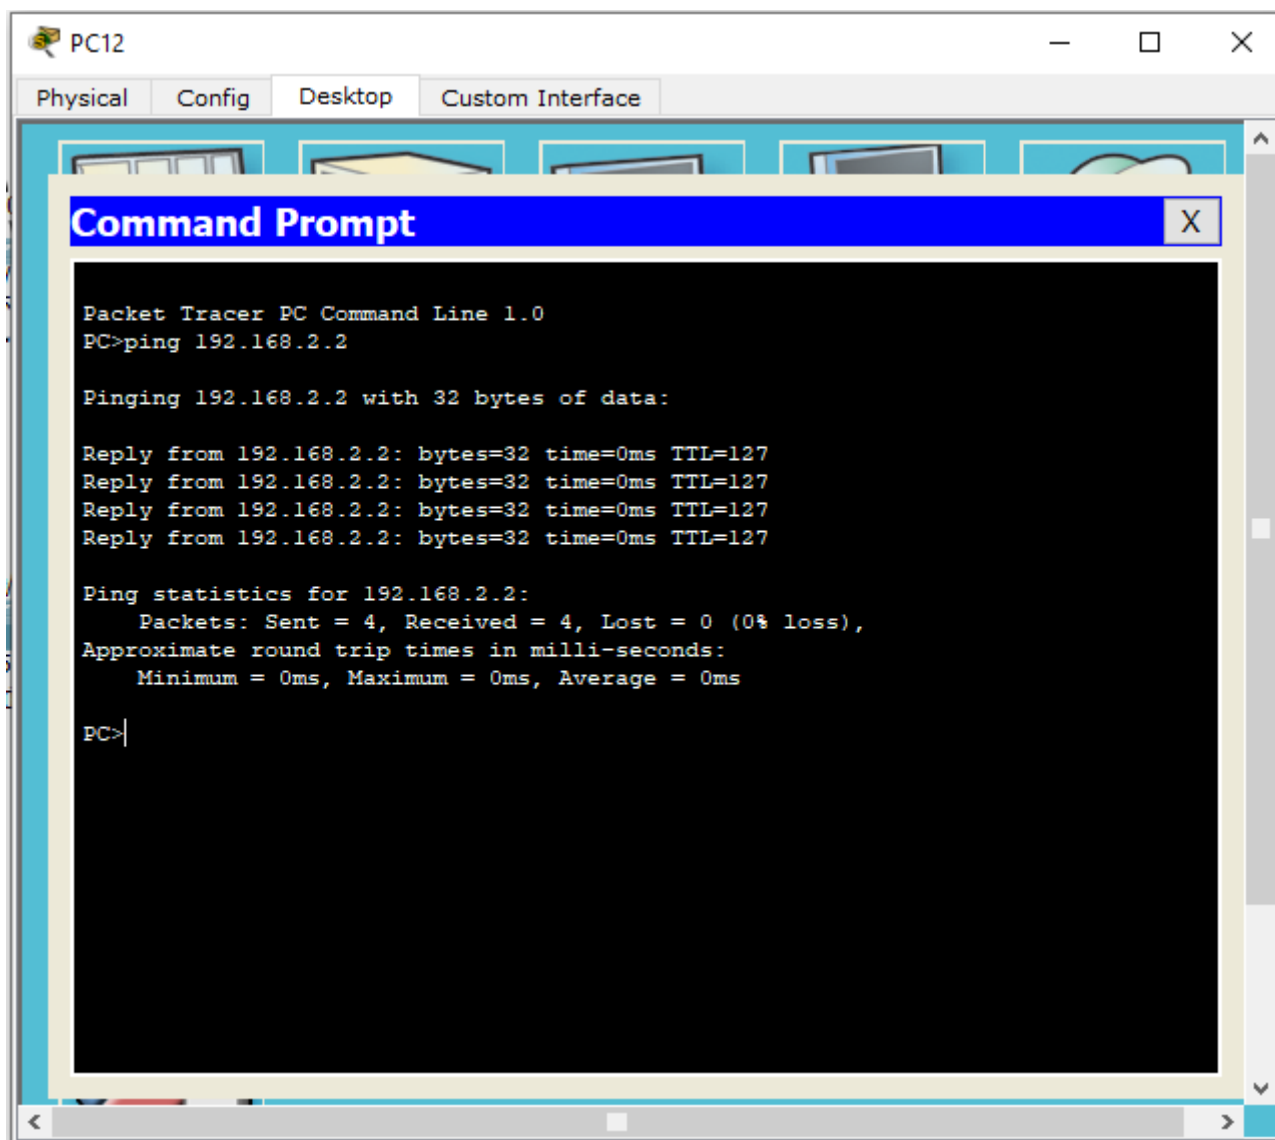 PC12
Physical Config Desktop Custom Interface
Command Prompt X
Packet Tracer PC Command Line 1.0
PC>ping 192.168.2.2
Pinging 192.168.2.2 with 32 bytes of data:
Reply from 192.168.2.2: bytes=32 time=0ms TTL=127
Reply from 192.168.2.2: bytes=32 time=0ms TTL=127
Reply from 192.168.2.2: bytes=32 time=0ms TTL=127
Reply from 192.168.2.2: bytes=32 time=0ms TTL=127
Ping statistics for 192.168.2.2:
Packets: Sent = 4, Received = 4, Lost = 0 (0% loss),
Approximate round trip times in milli-seconds:
Minimum = 0ms, Maximum = 0ms, Average = 0ms
PC>